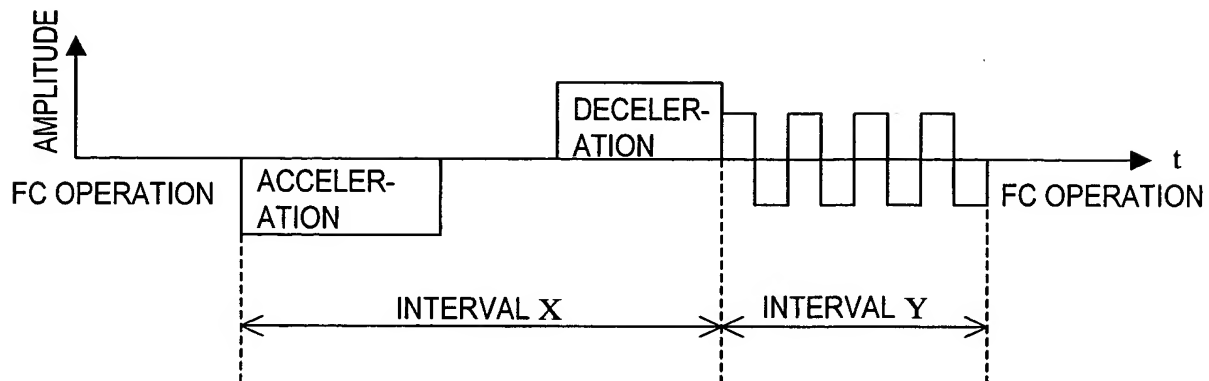 AMPLITUDE
DECELER-
ATION
t
FC OPERATION
ACCELER-
ATION
FC OPERATION
INTERVAL X
INTERVAL Y